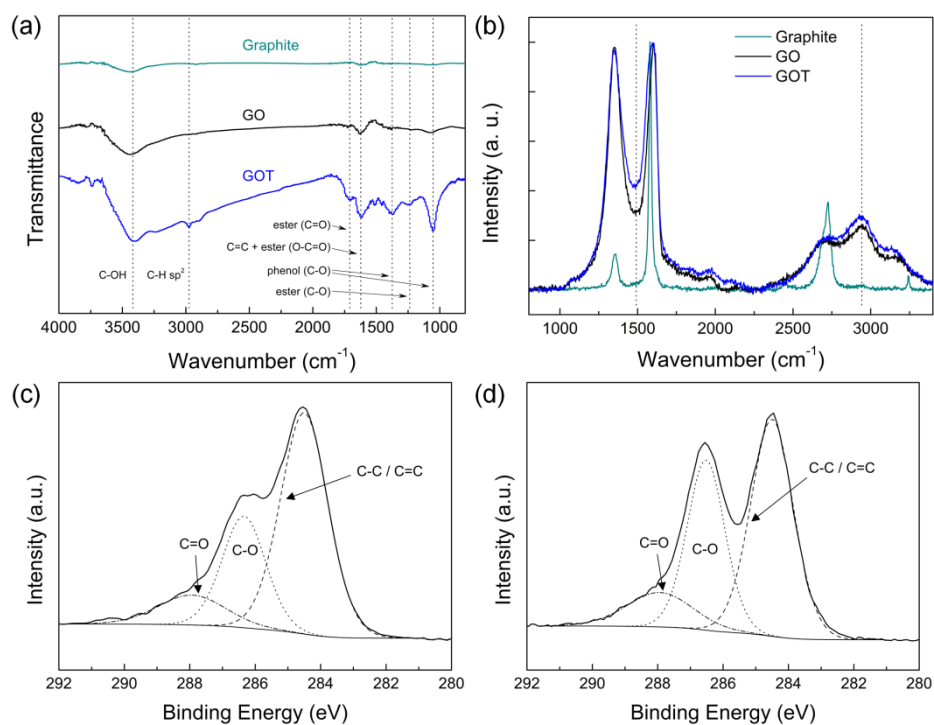 (a)
Graphite
GO
GOT
ester (C=O)
C=C + ester (O-C=O)
C-OH
C-H sp²
phenol (C-O)
ester (C-O)
4000 3500 3000 2500 2000 1500 1000
Wavenumber (cm⁻¹)
Transmittance
(b)
Graphite
GO
GOT
1000 1500 2000 2500 3000
Wavenumber (cm⁻¹)
Intensity (a. u.)
(c)
C-C / C=C
C=O
C-O
292 290 288 286 284 282 280
Binding Energy (eV)
Intensity (a.u.)
(d)
C-C / C=C
C=O
C-O
292 290 288 286 284 282 280
Binding Energy (eV)
Intensity (a.u.)